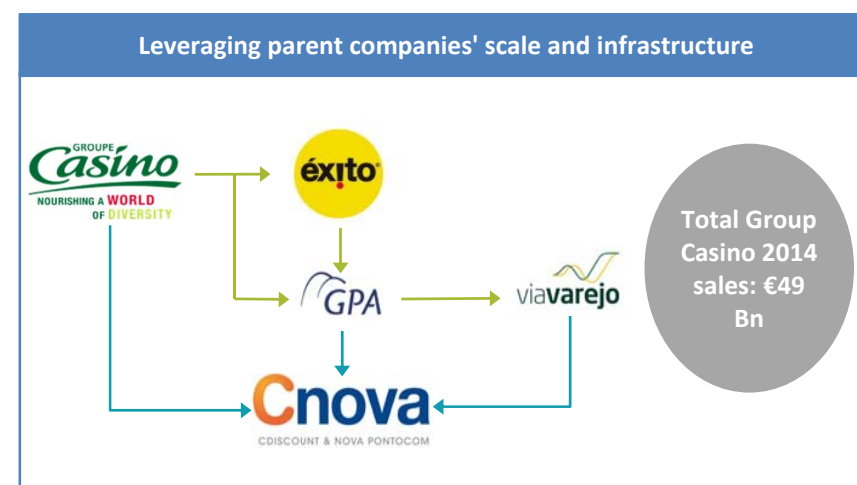 Leveraging parent companies' scale and infrastructure
GROUPE
Casino
NOURISHING A WORLD
OF DIVERSITY
éxito
GPA
viavarejo
Total Group
Casino 2014
sales: €49
Bn
Cnova
CDISCOUNT & NOVA PONTOCOM